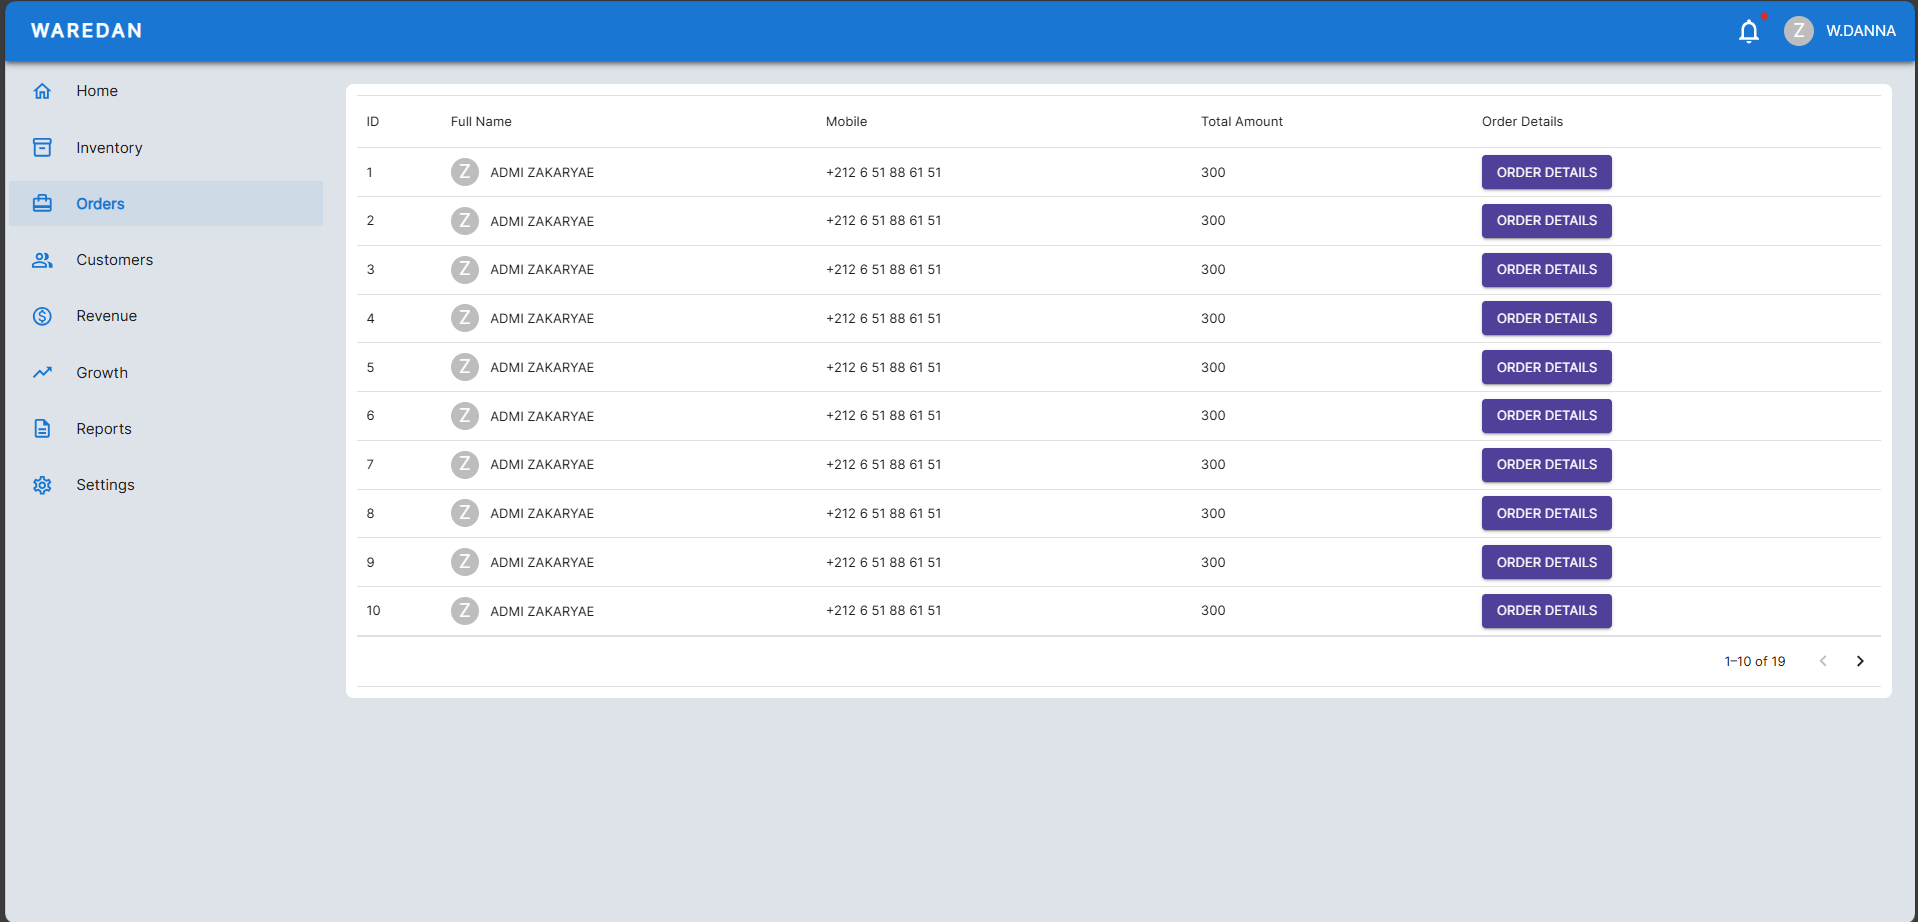 WAREDAN
Z W.DANNA
Home
Inventory
Orders
Customers
Revenue
Growth
Reports
Settings
ID Full Name Mobile Total Amount Order Details
1 Z ADMI ZAKARYAE +212 6 51 88 61 51 300 ORDER DETAILS
2 Z ADMI ZAKARYAE +212 6 51 88 61 51 300 ORDER DETAILS
3 Z ADMI ZAKARYAE +212 6 51 88 61 51 300 ORDER DETAILS
4 Z ADMI ZAKARYAE +212 6 51 88 61 51 300 ORDER DETAILS
5 Z ADMI ZAKARYAE +212 6 51 88 61 51 300 ORDER DETAILS
6 Z ADMI ZAKARYAE +212 6 51 88 61 51 300 ORDER DETAILS
7 Z ADMI ZAKARYAE +212 6 51 88 61 51 300 ORDER DETAILS
8 Z ADMI ZAKARYAE +212 6 51 88 61 51 300 ORDER DETAILS
9 Z ADMI ZAKARYAE +212 6 51 88 61 51 300 ORDER DETAILS
10 Z ADMI ZAKARYAE +212 6 51 88 61 51 300 ORDER DETAILS
1–10 of 19